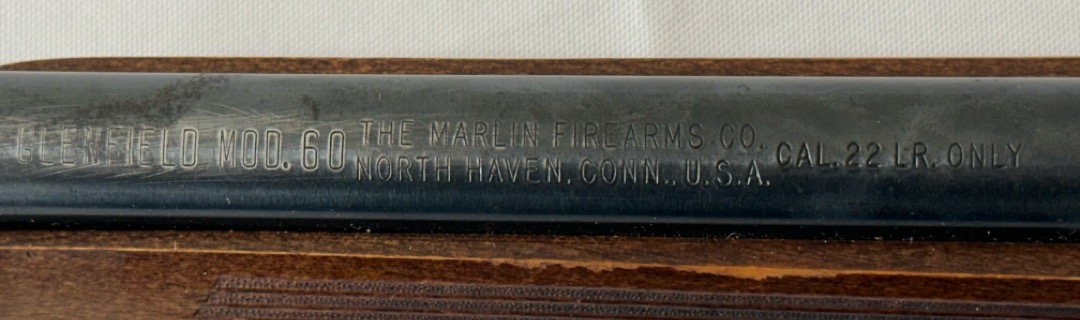 GLENFIELD MOD. 60
THE MARLIN FIREARMS CO.
NORTH HAVEN, CONN., U.S.A.
CAL. 22 LR. ONLY